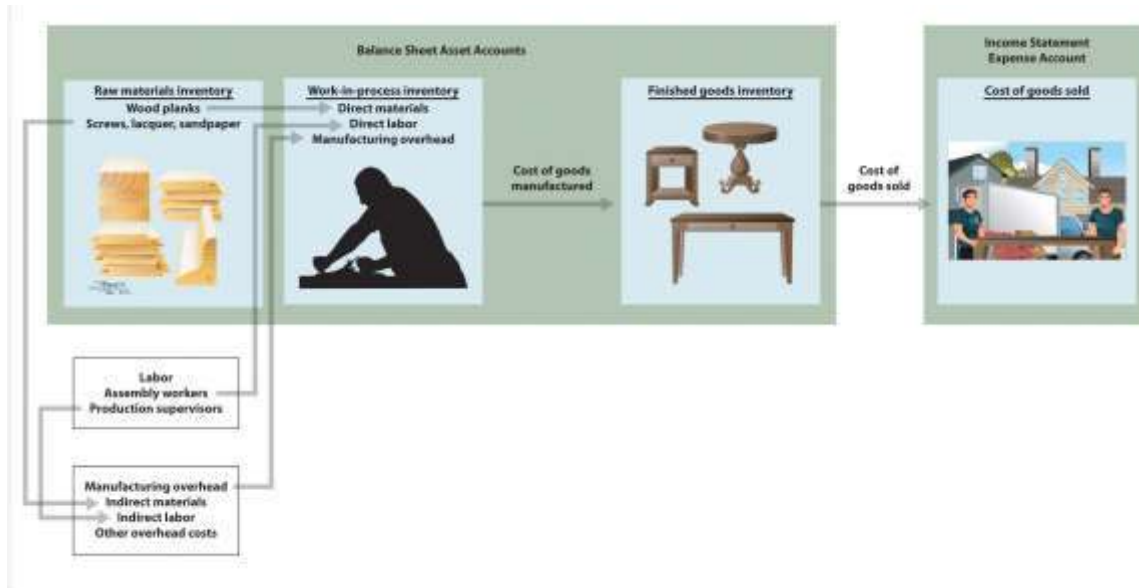 Balance Sheet Asset Accounts
Income Statement
Expense Account
Raw materials inventory
Wood planks
Screws, lacquer, sandpaper
Work-in-process inventory
Direct materials
Direct labor
Manufacturing overhead
Cost of goods
manufactured
Finished goods inventory
Cost of
goods sold
Cost of goods sold
Labor
Assembly workers
Production supervisors
Manufacturing overhead
Indirect materials
Indirect labor
Other overhead costs